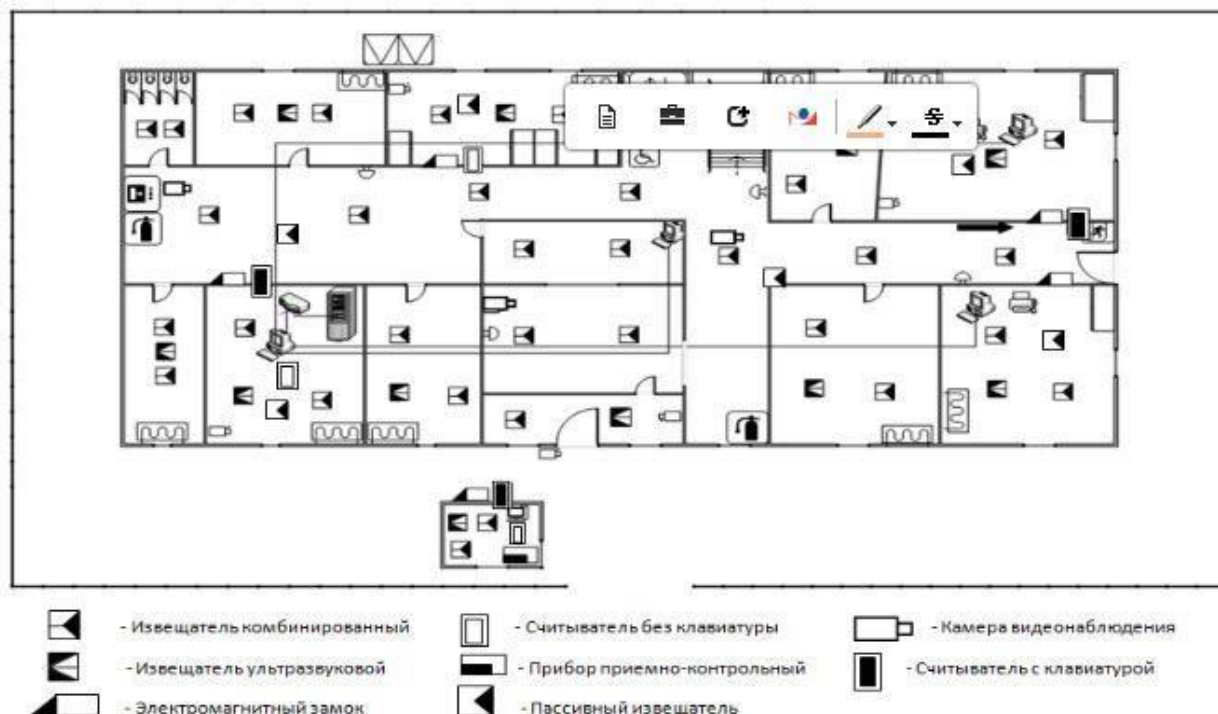 - Извещатель комбинированный
- Считыватель без клавиатуры
- Камера видеонаблюдения
- Извещатель ультразвуковой
- Прибор приемно-контрольный
- Считыватель с клавиатурой
- Электромагнитный замок
- Пассивный извещатель